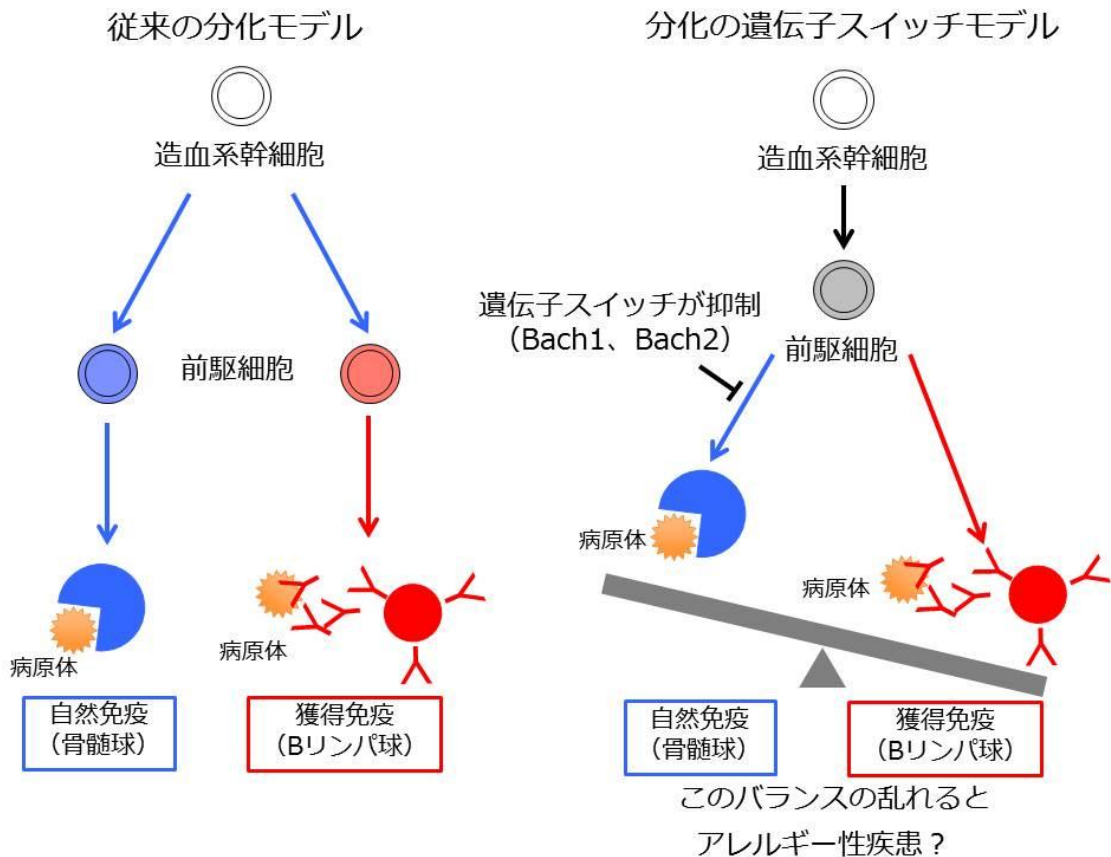 従来の分化モデル
造血系幹細胞
前駆細胞
病原体
病原体
自然免疫
（骨髄球）
獲得免疫
（Bリンパ球）
分化の遺伝子スイッチモデル
造血系幹細胞
遺伝子スイッチが抑制
（Bach1、Bach2）
前駆細胞
病原体
病原体
自然免疫
（骨髄球）
獲得免疫
（Bリンパ球）
このバランスの乱れると
アレルギー性疾患？